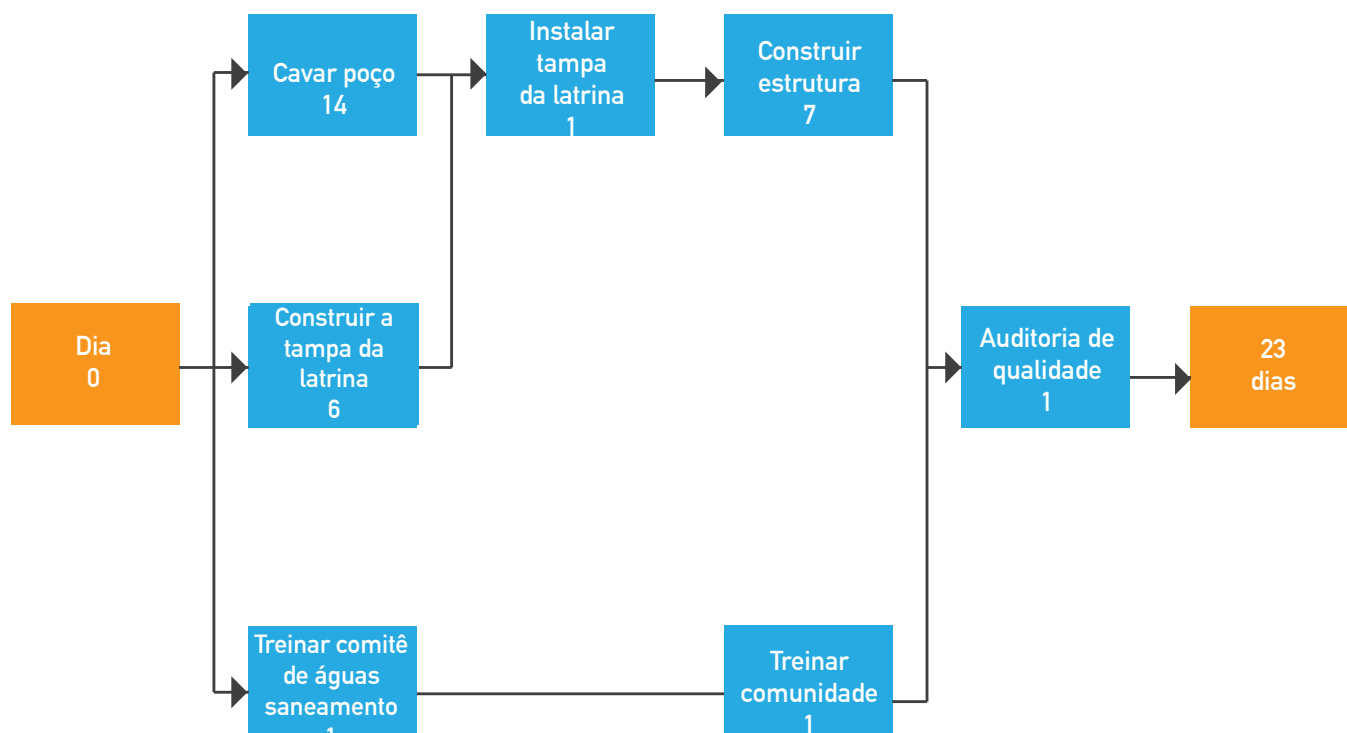 Cavar poço
14
Instalar
tampa
da latrina
1
Construir
estrutura
7
Dia
0
Construir a
tampa da
latrina
6
Auditoria de
qualidade
1
23
dias
Treinar comitê
de águas
saneamento
1
Treinar
comunidade
1